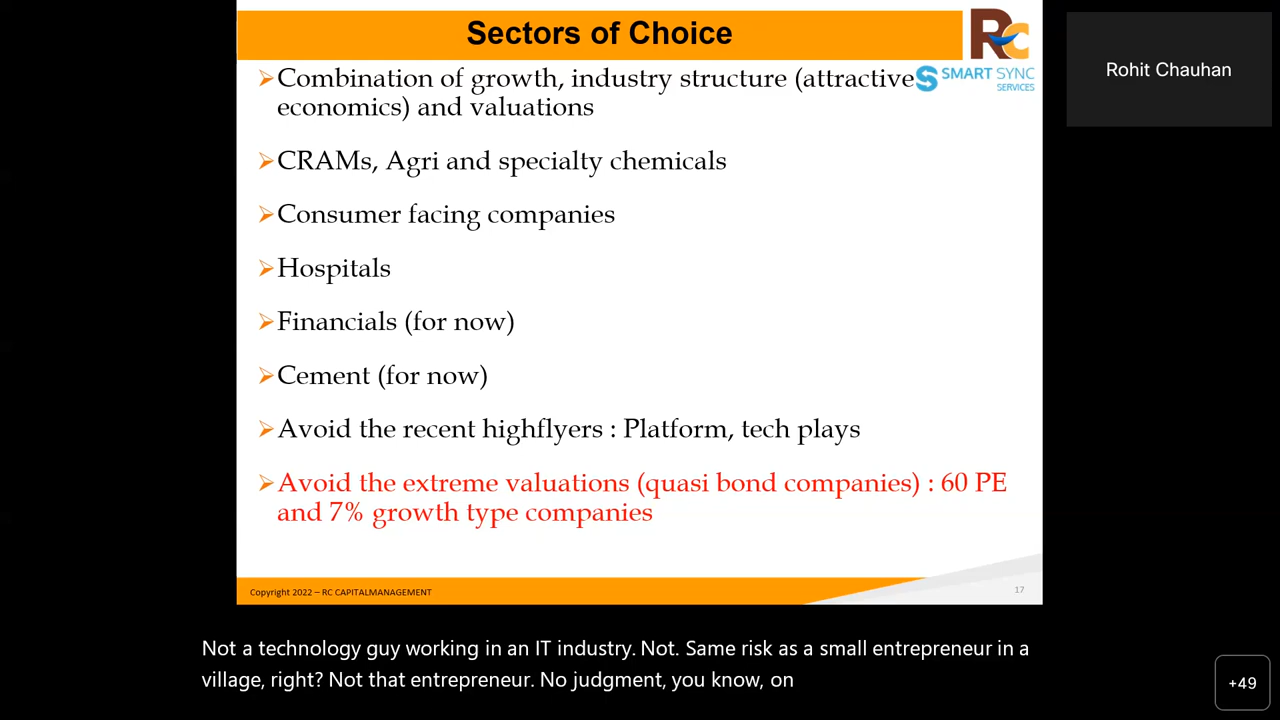 Sectors of Choice
Rc
SMART SYNC
SERVICES
Rohit Chauhan
Combination of growth, industry structure (attractive
economics) and valuations
CRAMs, Agri and specialty chemicals
Consumer facing companies
Hospitals
Financials (for now)
Cement (for now)
Avoid the recent highflyers : Platform, tech plays
Avoid the extreme valuations (quasi bond companies) : 60 PE
and 7% growth type companies
Copyright 2022 – RC CAPITALMANAGEMENT
17
Not a technology guy working in an IT industry. Not. Same risk as a small entrepreneur in a
village, right? Not that entrepreneur. No judgment, you know, on
+49